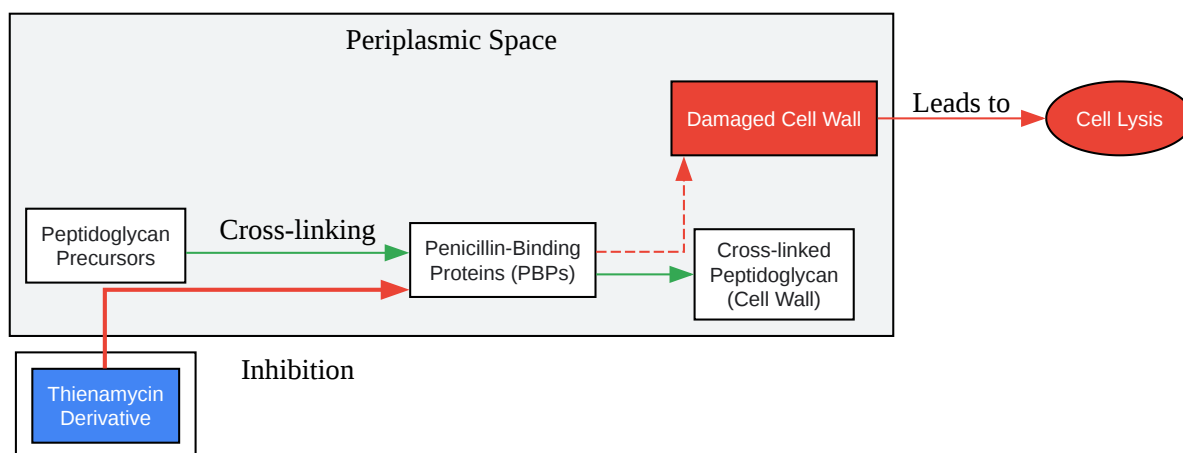 Periplasmic Space
Damaged Cell Wall
Leads to
Cell Lysis
Peptidoglycan
Precursors
Cross-linking
Penicillin-Binding
Proteins (PBPs)
Cross-linked
Peptidoglycan
(Cell Wall)
Inhibition
Thienamycin
Derivative